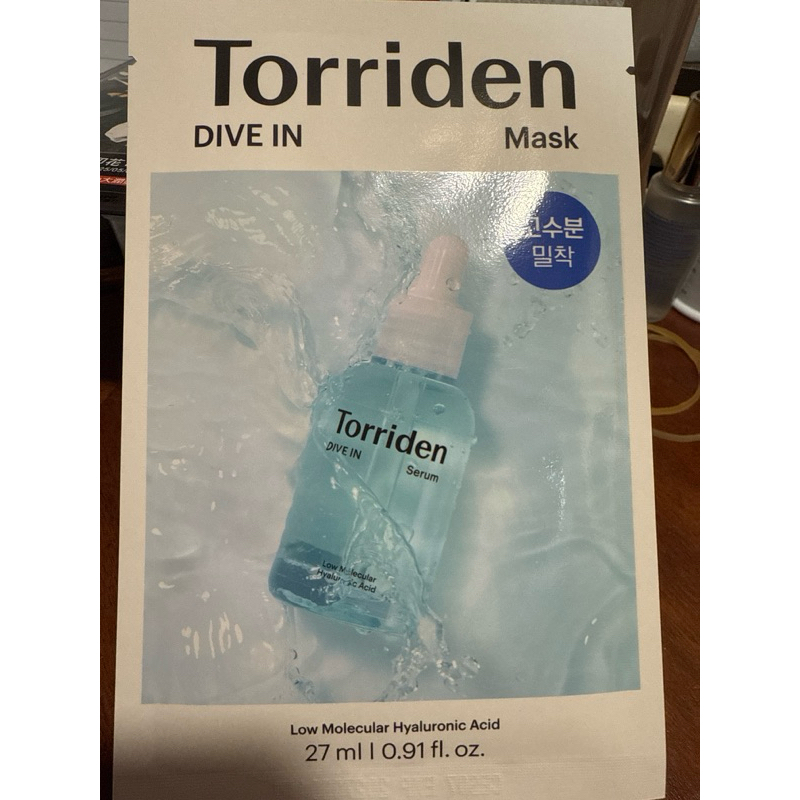 Torriden
DIVE IN Mask
고수분
밀착
Torriden
DIVE IN
Serum
Low Molecular
Hyaluronic Acid
Low Molecular Hyaluronic Acid
27 ml | 0.91 fl. oz.